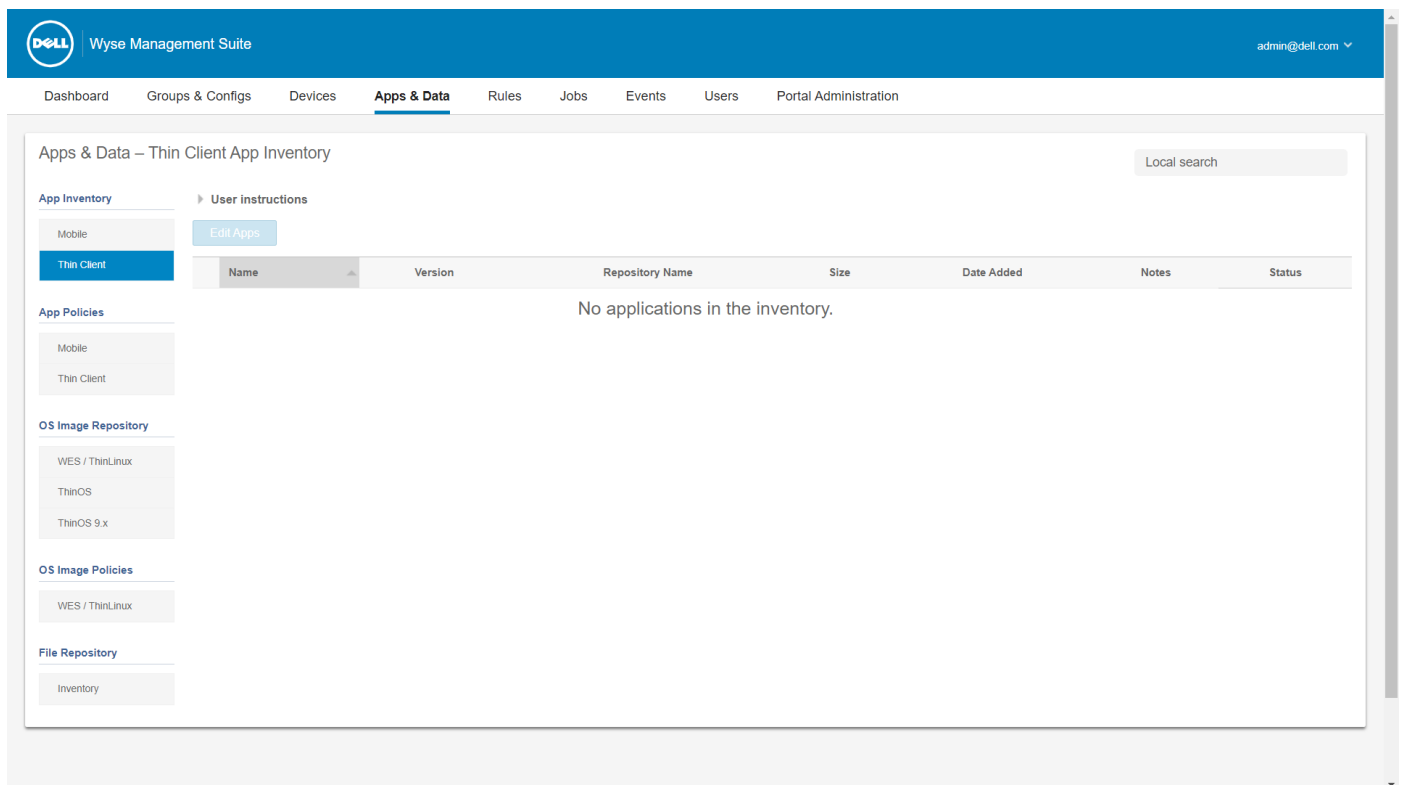 DELL Wyse Management Suite admin@dell.com
Dashboard Groups & Configs Devices Apps & Data Rules Jobs Events Users Portal Administration
Apps & Data – Thin Client App Inventory
Local search
App Inventory
Mobile
Thin Client
App Policies
Mobile
Thin Client
OS Image Repository
WES / ThinLinux
ThinOS
ThinOS 9.x
OS Image Policies
WES / ThinLinux
File Repository
Inventory
User instructions
Edit Apps
Name Version Repository Name Size Date Added Notes Status
No applications in the inventory.